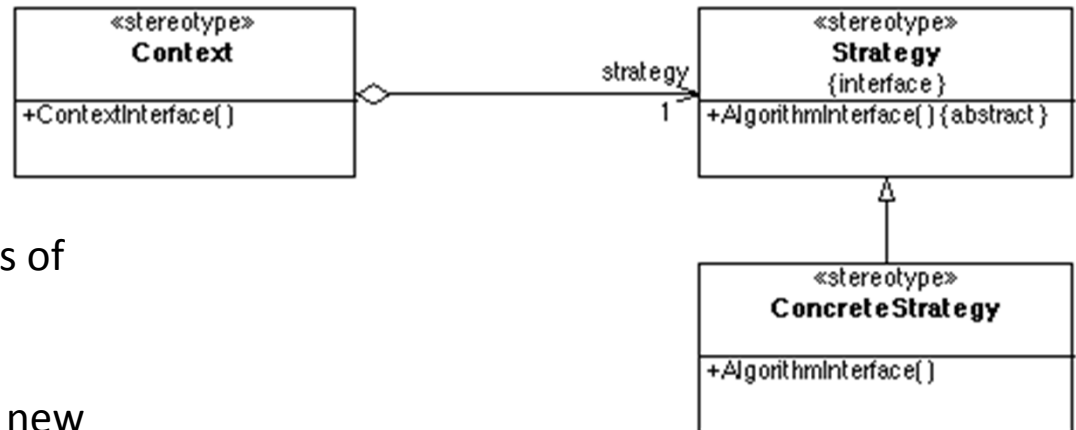 «stereotype»
Context
+ContextInterface()
strategy
1
«stereotype»
Strategy
{interface}
+AlgorithmInterface(){abstract}
s of
new
«stereotype»
ConcreteStrategy
+AlgorithmInterface()